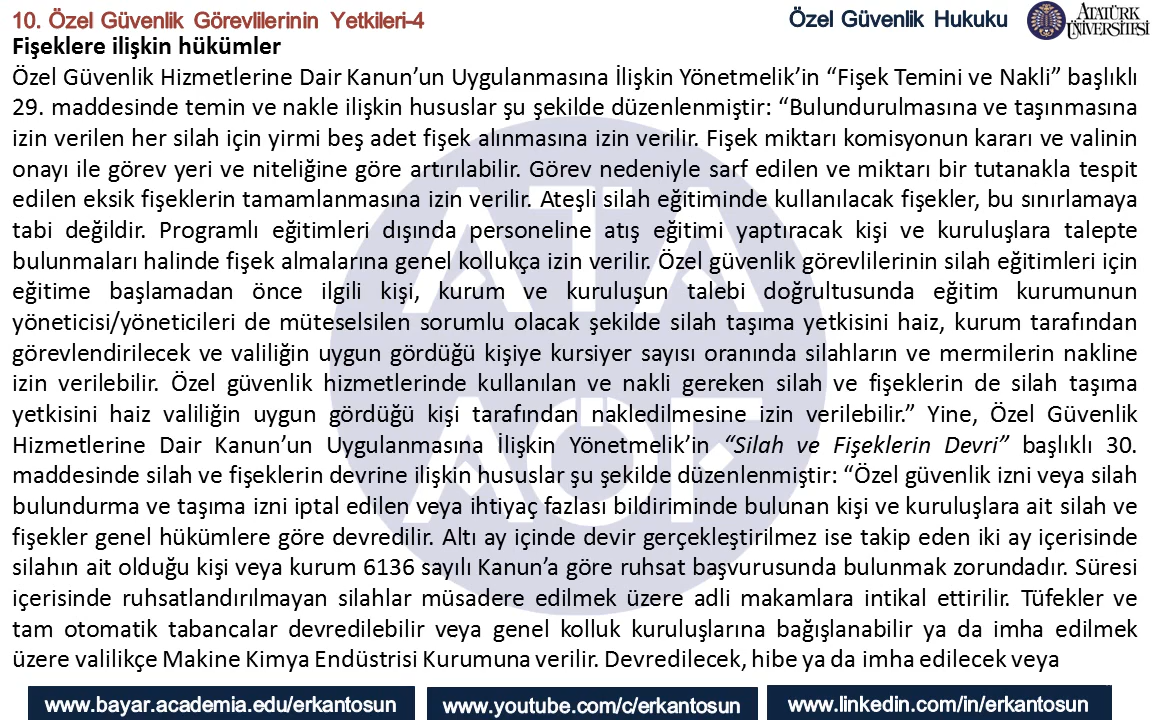 10. Özel Güvenlik Görevlilerinin Yetkileri-4
Özel Güvenlik Hukuku
ATATÜRK
ÜNİVERSİTESİ
Fişeklere ilişkin hükümler
Özel Güvenlik Hizmetlerine Dair Kanun’un Uygulanmasına İlişkin Yönetmelik’in “Fişek Temini ve Nakli” başlıklı
29. maddesinde temin ve nakle ilişkin hususlar şu şekilde düzenlenmiştir: “Bulundurulmasına ve taşınmasına
izin verilen her silah için yirmi beş adet fişek alınmasına izin verilir. Fişek miktarı komisyonun kararı ve valinin
onayı ile görev yeri ve niteliğine göre artırılabilir. Görev nedeniyle sarf edilen ve miktarı bir tutanakla tespit
edilen eksik fişeklerin tamamlanmasına izin verilir. Ateşli silah eğitiminde kullanılacak fişekler, bu sınırlamaya
tabi değildir. Programlı eğitimleri dışında personeline atış eğitimi yaptıracak kişi ve kuruluşlara talepte
bulunmaları halinde fişek almalarına genel kollukça izin verilir. Özel güvenlik görevlilerinin silah eğitimleri için
eğitime başlamadan önce ilgili kişi, kurum ve kuruluşun talebi doğrultusunda eğitim kurumunun
yöneticisi/yöneticileri de müteselsilen sorumlu olacak şekilde silah taşıma yetkisini haiz, kurum tarafından
görevlendirilecek ve valiliğin uygun gördüğü kişiye kursiyer sayısı oranında silahların ve mermilerin nakline
izin verilebilir. Özel güvenlik hizmetlerinde kullanılan ve nakli gereken silah ve fişeklerin de silah taşıma
yetkisini haiz valiliğin uygun gördüğü kişi tarafından nakledilmesine izin verilebilir.” Yine, Özel Güvenlik
Hizmetlerine Dair Kanun’un Uygulanmasına İlişkin Yönetmelik’in “Silah ve Fişeklerin Devri” başlıklı 30.
maddesinde silah ve fişeklerin devrine ilişkin hususlar şu şekilde düzenlenmiştir: “Özel güvenlik izni veya silah
bulundurma ve taşıma izni iptal edilen veya ihtiyaç fazlası bildiriminde bulunan kişi ve kuruluşlara ait silah ve
fişekler genel hükümlere göre devredilir. Altı ay içinde devir gerçekleştirilmez ise takip eden iki ay içerisinde
silahın ait olduğu kişi veya kurum 6136 sayılı Kanun’a göre ruhsat başvurusunda bulunmak zorundadır. Süresi
içerisinde ruhsatlandırılmayan silahlar müsadere edilmek üzere adli makamlara intikal ettirilir. Tüfekler ve
tam otomatik tabancalar devredilebilir veya genel kolluk kuruluşlarına bağışlanabilir ya da imha edilmek
üzere valilikçe Makine Kimya Endüstrisi Kurumuna verilir. Devredilecek, hibe ya da imha edilecek veya
ATA
AÖF
www.bayar.academia.edu/erkantosun
www.youtube.com/c/erkantosun
www.linkedin.com/in/erkantosun